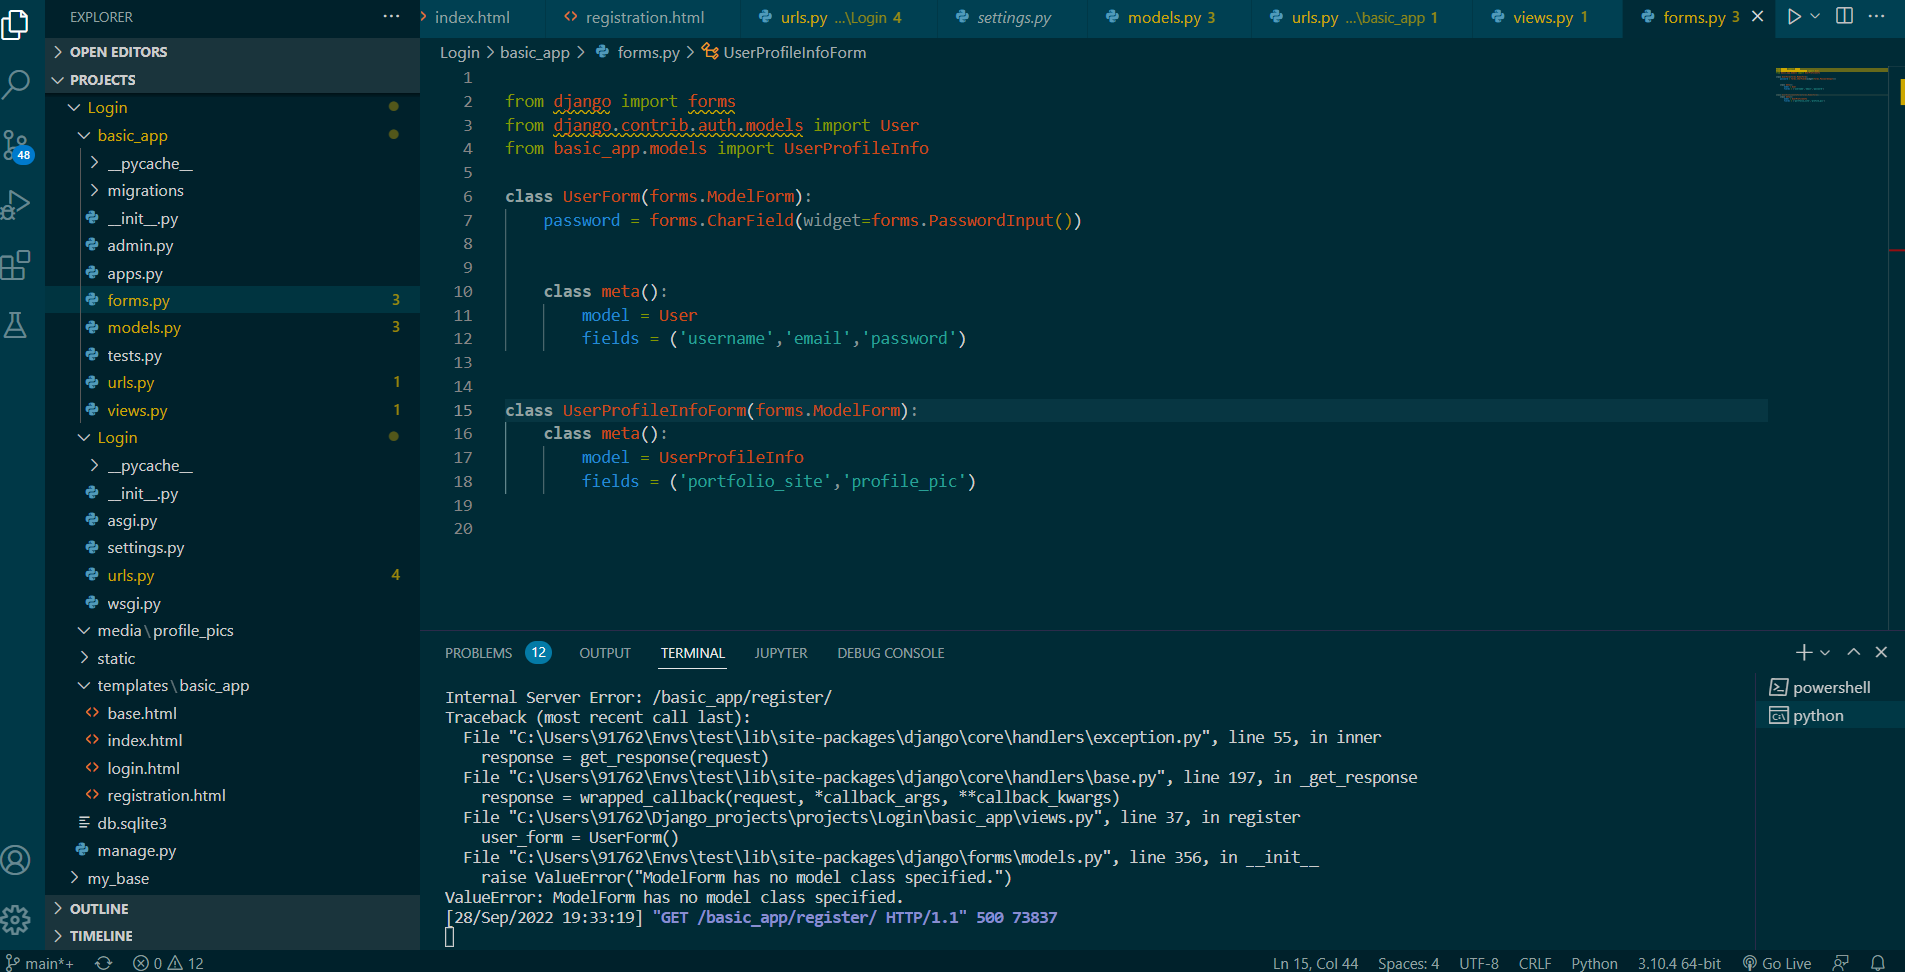 EXPLORER
OPEN EDITORS
PROJECTS
Login
basic_app
__pycache__
migrations
__init__.py
admin.py
apps.py
forms.py 3
models.py 3
tests.py
urls.py 1
views.py 1
Login
__pycache__
__init__.py
asgi.py
settings.py
urls.py 4
wsgi.py
media\profile_pics
static
templates\basic_app
base.html
index.html
login.html
registration.html
db.sqlite3
manage.py
my_base
OUTLINE
TIMELINE
48
index.html registration.html urls.py ...\Login 4 settings.py models.py 3 urls.py ...\basic_app 1 views.py 1 forms.py 3
Login > basic_app > forms.py > UserProfileInfoForm
1
2 from django import forms
3 from django.contrib.auth.models import User
4 from basic_app.models import UserProfileInfo
5
6 class UserForm(forms.ModelForm):
7 password = forms.CharField(widget=forms.PasswordInput())
8
9
10 class meta():
11 model = User
12 fields = ('username','email','password')
13
14
15 class UserProfileInfoForm(forms.ModelForm):
16 class meta():
17 model = UserProfileInfo
18 fields = ('portfolio_site','profile_pic')
19
20
PROBLEMS 12 OUTPUT TERMINAL JUPYTER DEBUG CONSOLE
Internal Server Error: /basic_app/register/
Traceback (most recent call last):
File "C:\Users\91762\Envs\test\lib\site-packages\django\core\handlers\exception.py", line 55, in inner
response = get_response(request)
File "C:\Users\91762\Envs\test\lib\site-packages\django\core\handlers\base.py", line 197, in _get_response
response = wrapped_callback(request, *callback_args, **callback_kwargs)
File "C:\Users\91762\Django_projects\projects\Login\basic_app\views.py", line 37, in register
user_form = UserForm()
File "C:\Users\91762\Envs\test\lib\site-packages\django\forms\models.py", line 356, in __init__
raise ValueError("ModelForm has no model class specified.")
ValueError: ModelForm has no model class specified.
[28/Sep/2022 19:33:19] "GET /basic_app/register/ HTTP/1.1" 500 73837
powershell
python
main*+ 0 12 Ln 15, Col 44 Spaces: 4 UTF-8 CRLF Python 3.10.4 64-bit Go Live